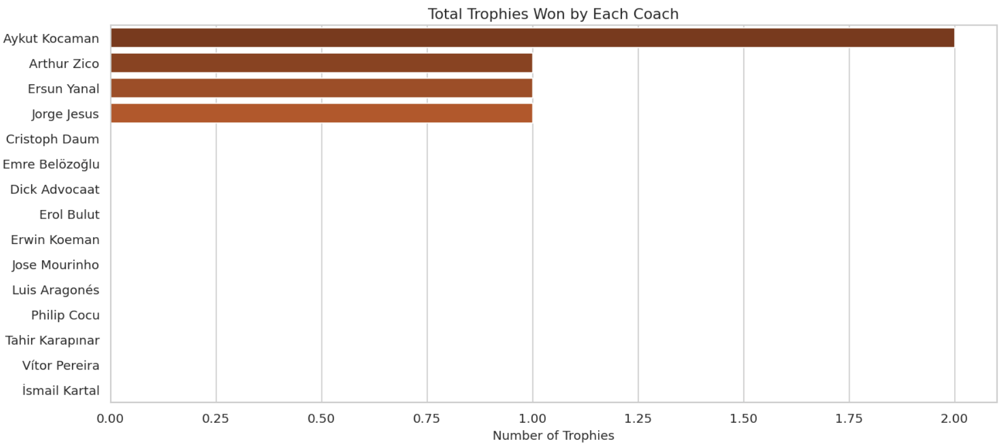 Total Trophies Won by Each Coach
Aykut Kocaman
Arthur Zico
Ersun Yanal
Jorge Jesus
Cristoph Daum
Emre Belözoğlu
Dick Advocaat
Erol Bulut
Erwin Koeman
Jose Mourinho
Luis Aragonés
Philip Cocu
Tahir Karapınar
Vítor Pereira
İsmail Kartal
0.00 0.25 0.50 0.75 1.00 1.25 1.50 1.75 2.00
Number of Trophies